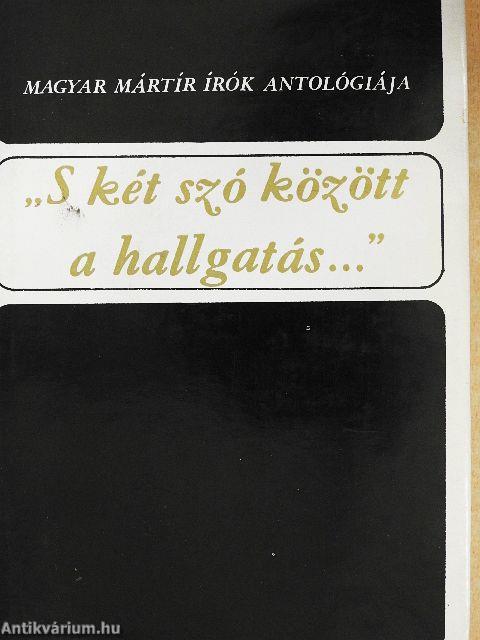 MAGYAR MÁRTÍR ÍRÓK ANTOLÓGIÁJA
„S két szó között
a hallgatás...”
Antikvárium.hu